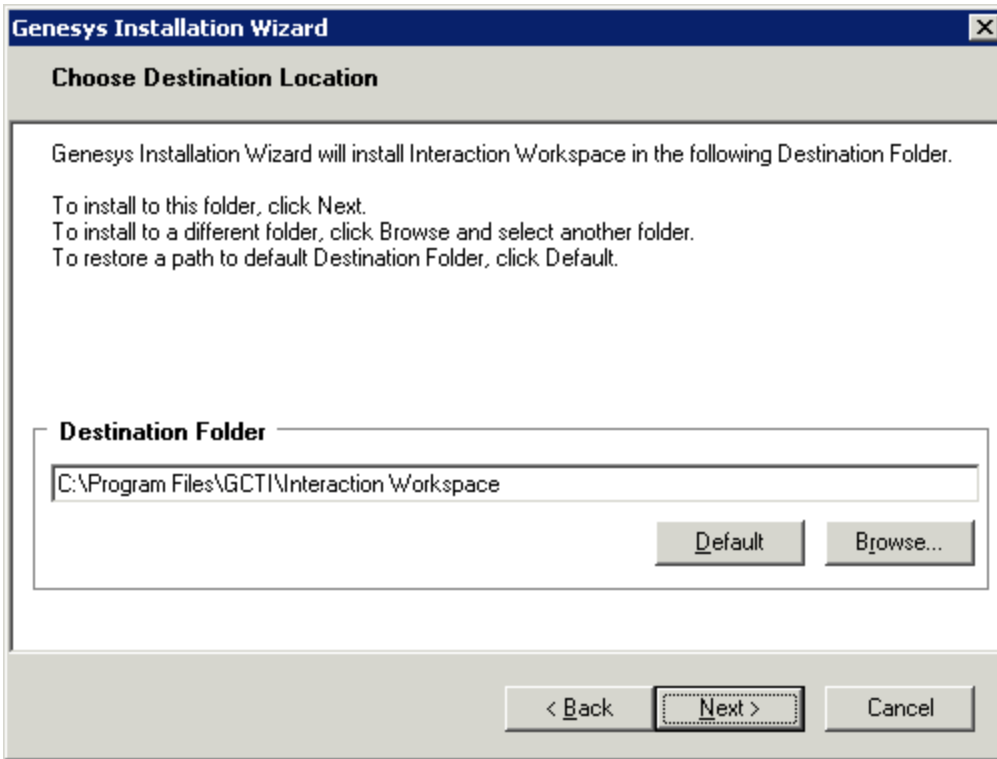 Genesys Installation Wizard
Choose Destination Location
Genesys Installation Wizard will install Interaction Workspace in the following Destination Folder.
To install to this folder, click Next.
To install to a different folder, click Browse and select another folder.
To restore a path to default Destination Folder, click Default.
Destination Folder
C:\Program Files\GCTI\Interaction Workspace
Default Browse...
< Back Next > Cancel